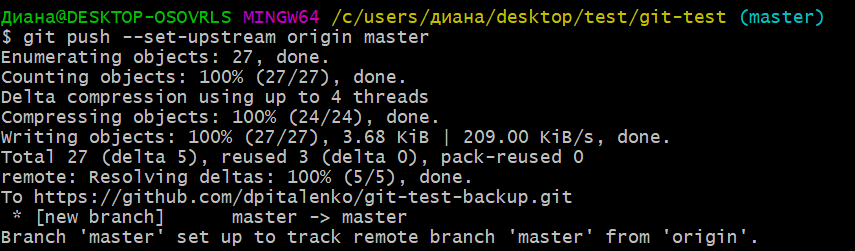 Диана@DESKTOP-OSOVRLS MINGW64 /c/users/диана/desktop/test/git-test (master)
$ git push --set-upstream origin master
Enumerating objects: 27, done.
Counting objects: 100% (27/27), done.
Delta compression using up to 4 threads
Compressing objects: 100% (24/24), done.
Writing objects: 100% (27/27), 3.68 KiB | 209.00 KiB/s, done.
Total 27 (delta 5), reused 3 (delta 0), pack-reused 0
remote: Resolving deltas: 100% (5/5), done.
To https://github.com/dpitalenko/git-test-backup.git
 * [new branch]      master -> master
Branch 'master' set up to track remote branch 'master' from 'origin'.